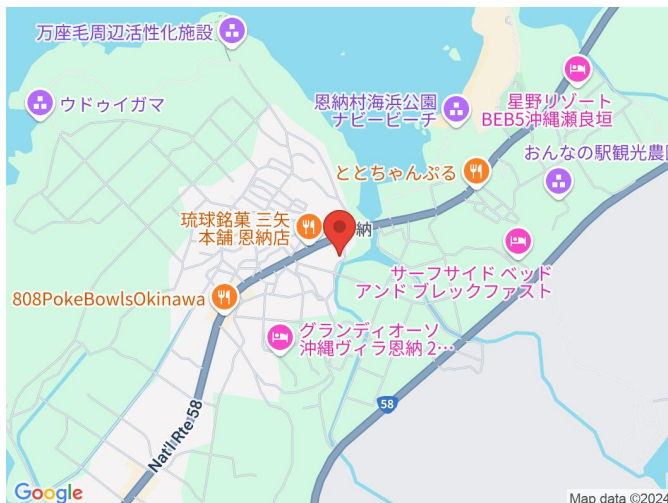 万座毛周辺活性化施設
ウドゥイガマ
恩納村海浜公園
ナビービーチ
星野リゾート
BEB5沖縄瀬良垣
ととちゃんぷる
おんなの駅観光農
琉球銘菓 三矢
本舗 恩納店
納
サーフサイド ベッド
アンド ブレックファスト
808PokeBowlsOkinawa
グランディオーソ
沖縄ヴィラ恩納 2…
58
Nat'l Rte 58
Google
Map data ©2024